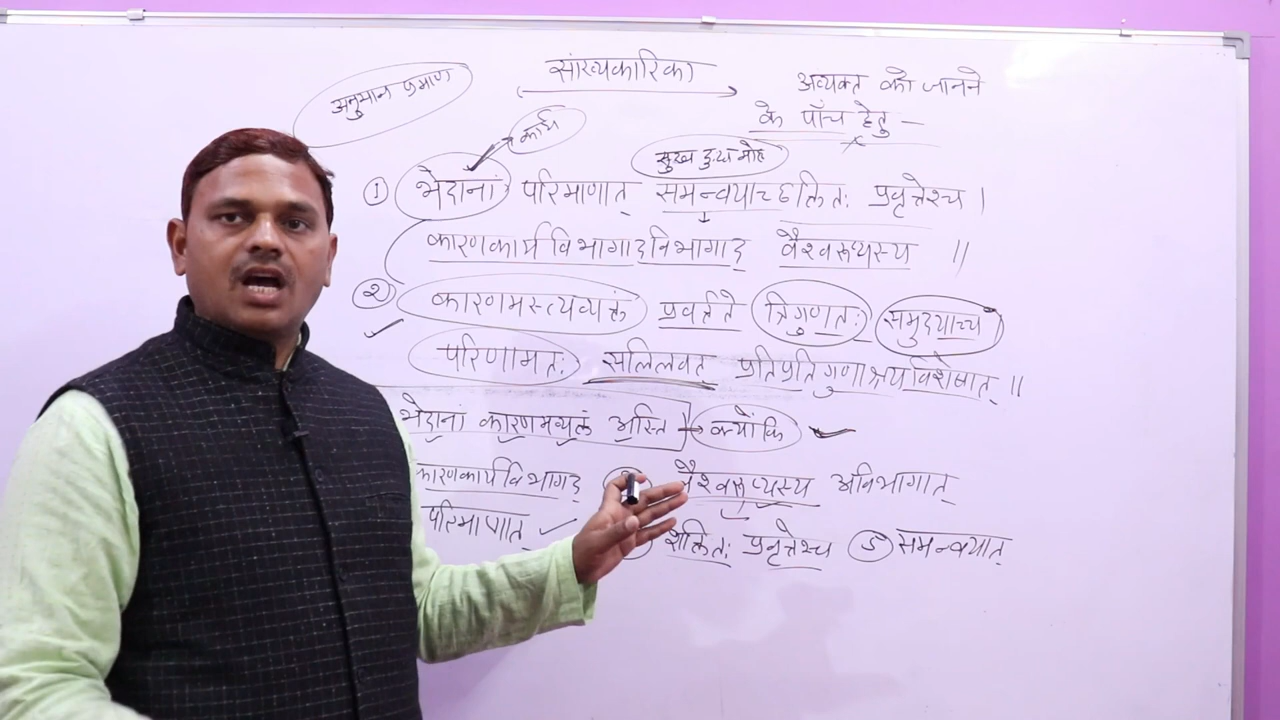 सांख्यकारिका
अनुमान प्रमाण
अव्यक्त को जानने
के पाँच हेतु –
कार्य
सुख दुःख मोह
① भेदानां परिमाणात् समन्वयाच्छक्तितः प्रवृत्तेश्च ।
कारणकार्यविभागादविभागाद् वैश्वरूप्यस्य ॥
② कारणमस्त्यव्यक्तं प्रवर्तते त्रिगुणतः समुदयाच्च
परिणामतः सलिलवत् प्रतिप्रतिगुणाश्रयविशेषात् ॥
भेदानां कारणमव्यक्तं अस्ति → क्योंकि
कारणकार्यविभागाद् वैश्वरूप्यस्य अविभागात्
परिमाणात् शक्तितः प्रवृत्तेश्च ⑤ समन्वयात्